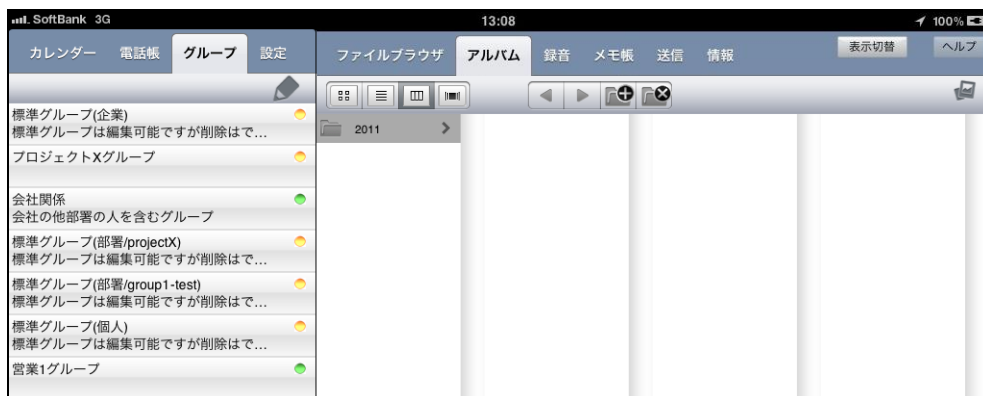 SoftBank 3G
13:08
100%
カレンダー
電話帳
グループ
設定
ファイルブラウザ
アルバム
録音
メモ帳
送信
情報
表示切替
ヘルプ
標準グループ(企業)
標準グループは編集可能ですが削除はで…
プロジェクトXグループ
会社関係
会社の他部署の人を含むグループ
標準グループ(部署/projectX)
標準グループは編集可能ですが削除はで…
標準グループ(部署/group1-test)
標準グループは編集可能ですが削除はで…
標準グループ(個人)
標準グループは編集可能ですが削除はで…
営業1グループ
2011